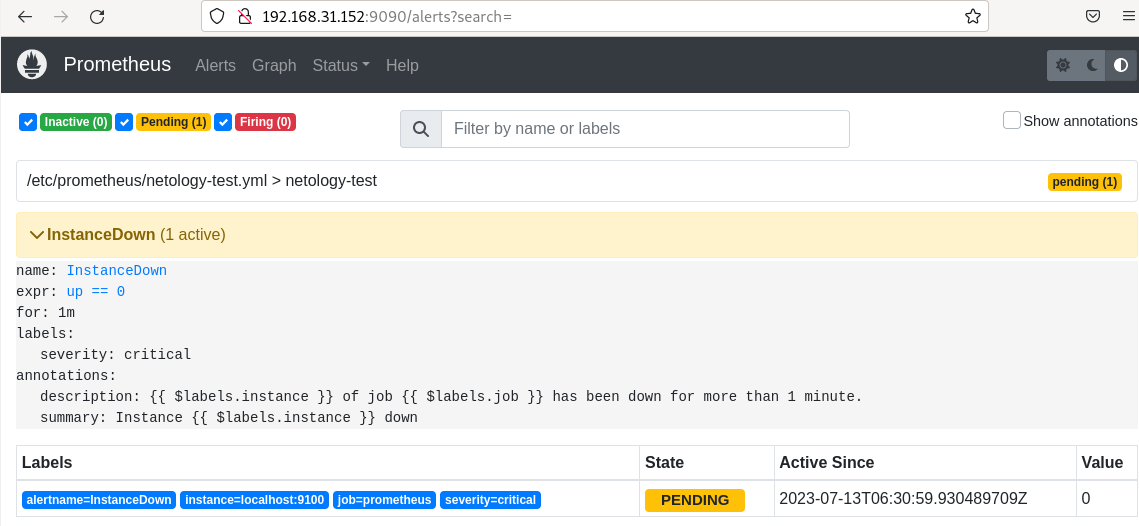 192.168.31.152:9090/alerts?search=
Prometheus Alerts Graph Status Help
Inactive (0) Pending (1) Firing (0) Filter by name or labels Show annotations
/etc/prometheus/netology-test.yml > netology-test pending (1)
InstanceDown (1 active)
name: InstanceDown
expr: up == 0
for: 1m
labels:
severity: critical
annotations:
description: {{ $labels.instance }} of job {{ $labels.job }} has been down for more than 1 minute.
summary: Instance {{ $labels.instance }} down
Labels State Active Since Value
alertname=InstanceDown instance=localhost:9100 job=prometheus severity=critical PENDING 2023-07-13T06:30:59.930489709Z 0